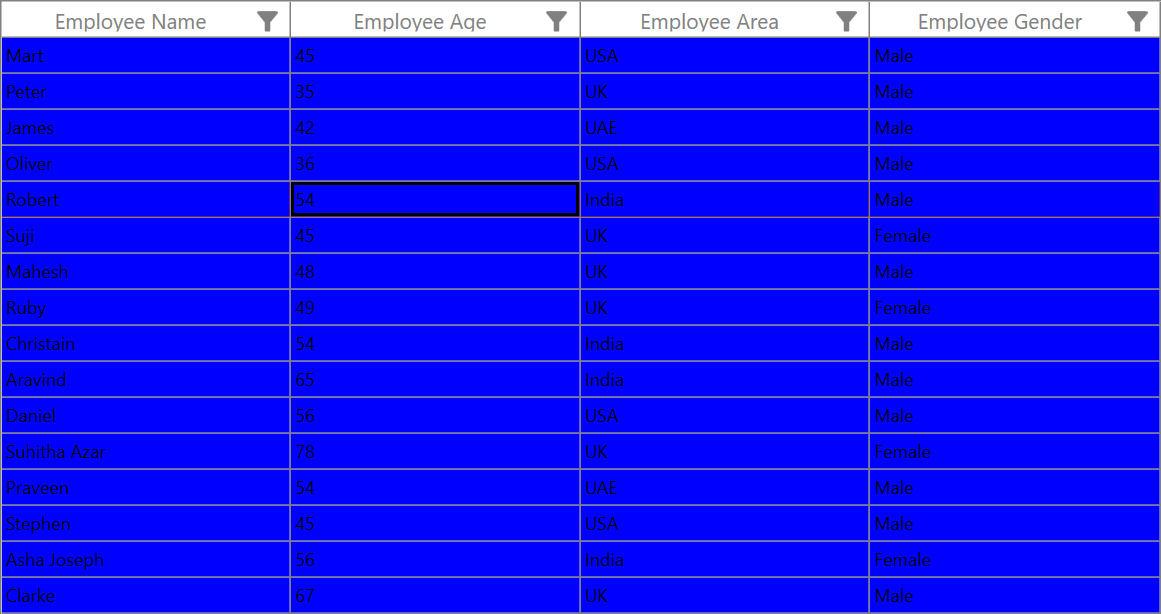 Employee Name Employee Age Employee Area Employee Gender
Mart 45 USA Male
Peter 35 UK Male
James 42 UAE Male
Oliver 36 USA Male
Robert 54 India Male
Suji 45 UK Female
Mahesh 48 UK Male
Ruby 49 UK Female
Christain 54 India Male
Aravind 65 India Male
Daniel 56 USA Male
Suhitha Azar 78 UK Female
Praveen 54 UAE Male
Stephen 45 USA Male
Asha Joseph 56 India Female
Clarke 67 UK Male